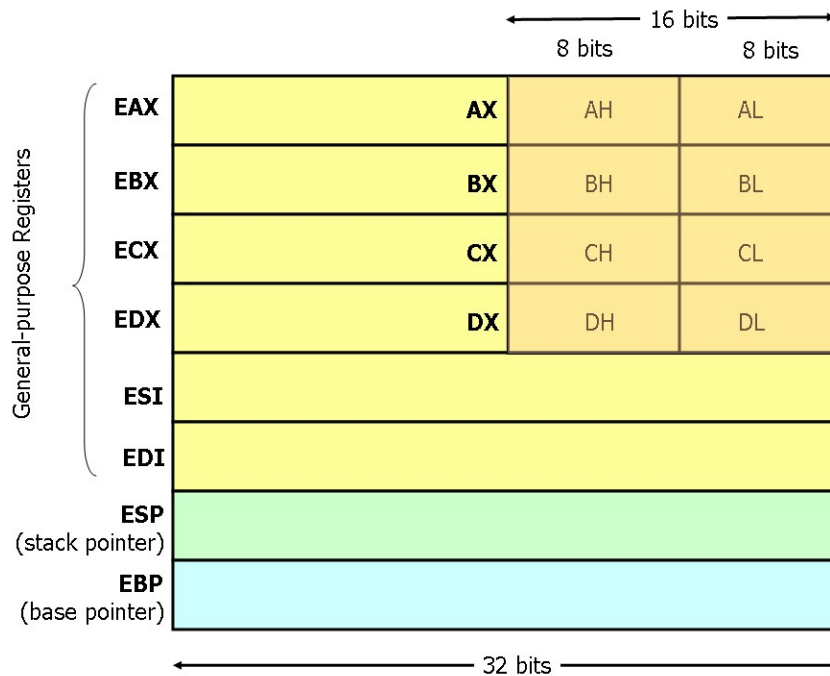 16 bits
8 bits 8 bits
General-purpose Registers
EAX AX AH AL
EBX BX BH BL
ECX CX CH CL
EDX DX DH DL
ESI
EDI
ESP
(stack pointer)
EBP
(base pointer)
32 bits